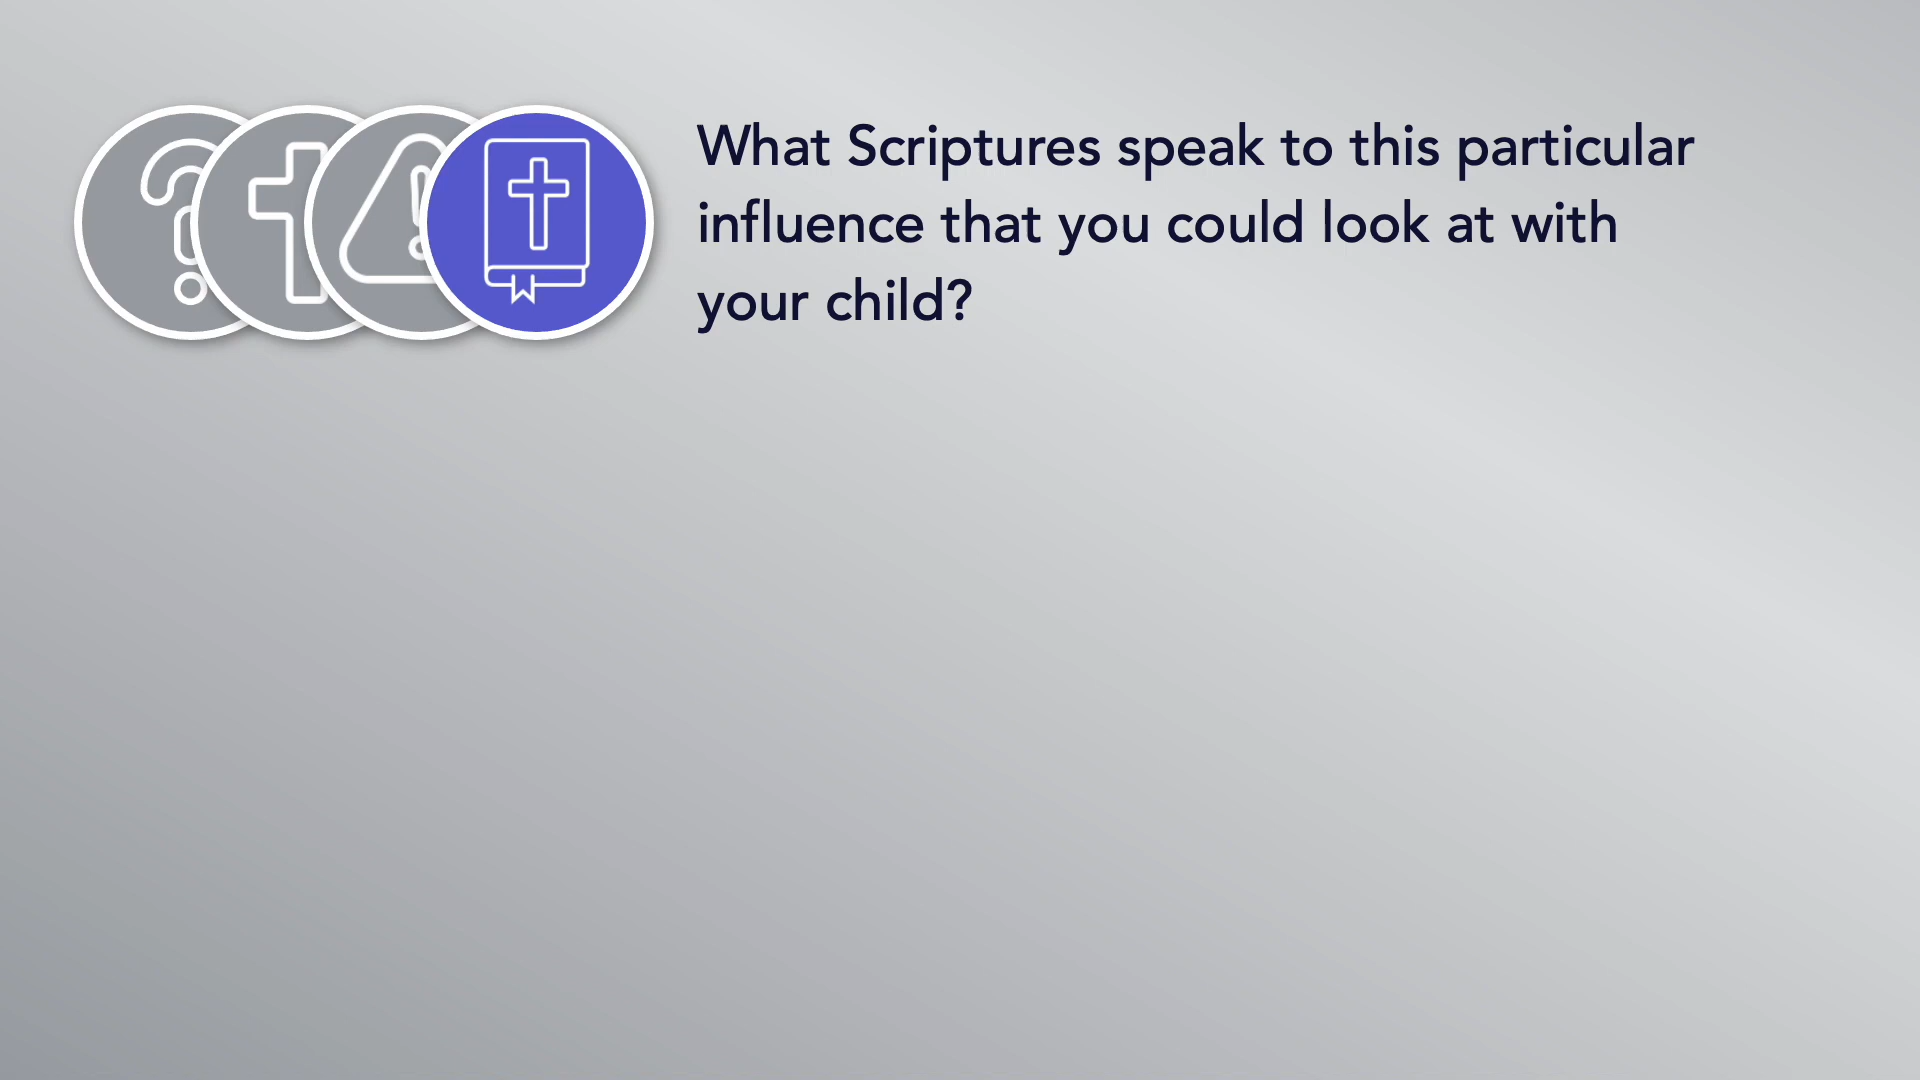 What Scriptures speak to this particular
influence that you could look at with
your child?